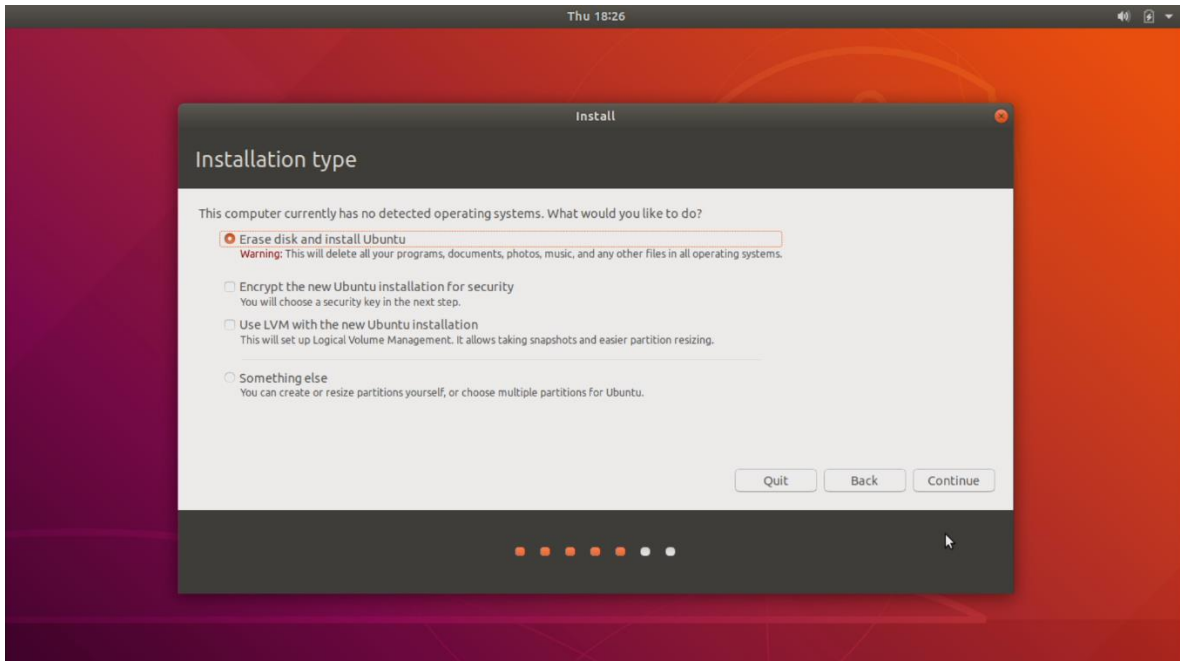 Thu 18:26
Install
Installation type
This computer currently has no detected operating systems. What would you like to do?
Erase disk and install Ubuntu
Warning: This will delete all your programs, documents, photos, music, and any other files in all operating systems.
Encrypt the new Ubuntu installation for security
You will choose a security key in the next step.
Use LVM with the new Ubuntu installation
This will set up Logical Volume Management. It allows taking snapshots and easier partition resizing.
Something else
You can create or resize partitions yourself, or choose multiple partitions for Ubuntu.
Quit Back Continue